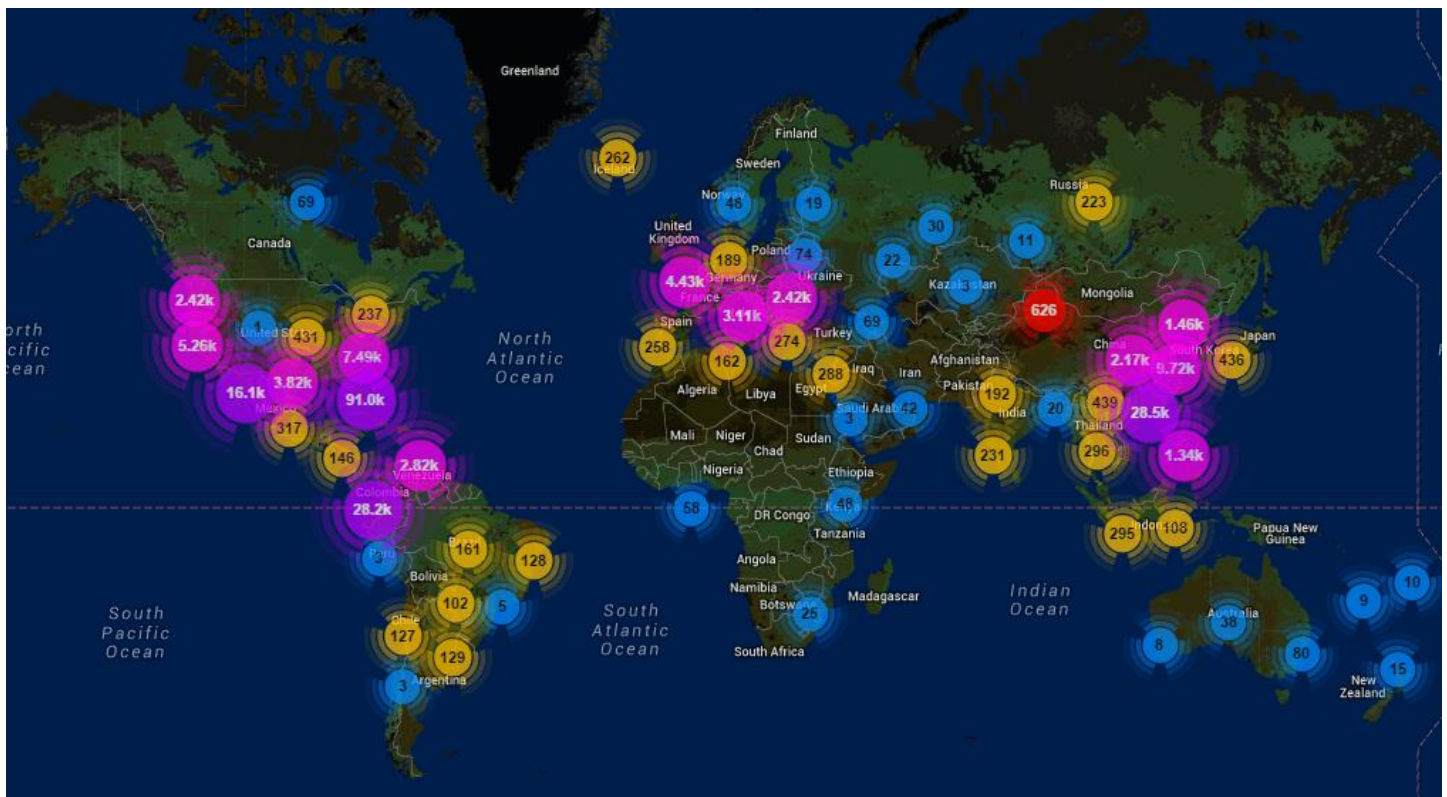 Greenland
Finland
262
Iceland
Sweden
Russia
69
Norway
48
19
223
United
Kingdom
30
Canada
Poland
74
11
189
22
Germany
Ukraine
4.43k
Kazakhstan
Mongolia
2.42k
France
2.42k
626
237
3.11k
1.46k
Spain
69
United States
431
Turkey
Japan
North
Atlantic
Ocean
274
China
South Korea
5.26k
7.49k
258
162
Afghanistan
2.17k
9.72k
436
288
Iraq
Iran
3.82k
Algeria
Libya
Egypt
Pakistan
16.1k
91.0k
192
439
Mexico
Saudi Arabia
42
India
20
28.5k
317
3
Thailand
Mali
Niger
Sudan
Chad
146
2.82k
Venezuela
Nigeria
Ethiopia
231
296
1.34k
Colombia
28.2k
58
48
Kenya
DR Congo
Tanzania
295
Indon
108
Papua New
Guinea
161
Peru
128
Angola
Bolivia
Namibia
Madagascar
Indian
Ocean
10
102
5
Botswana
9
South
Pacific
Ocean
South
Atlantic
Ocean
25
Australia
38
Chile
127
8
80
129
South Africa
15
Argentina
3
New
Zealand